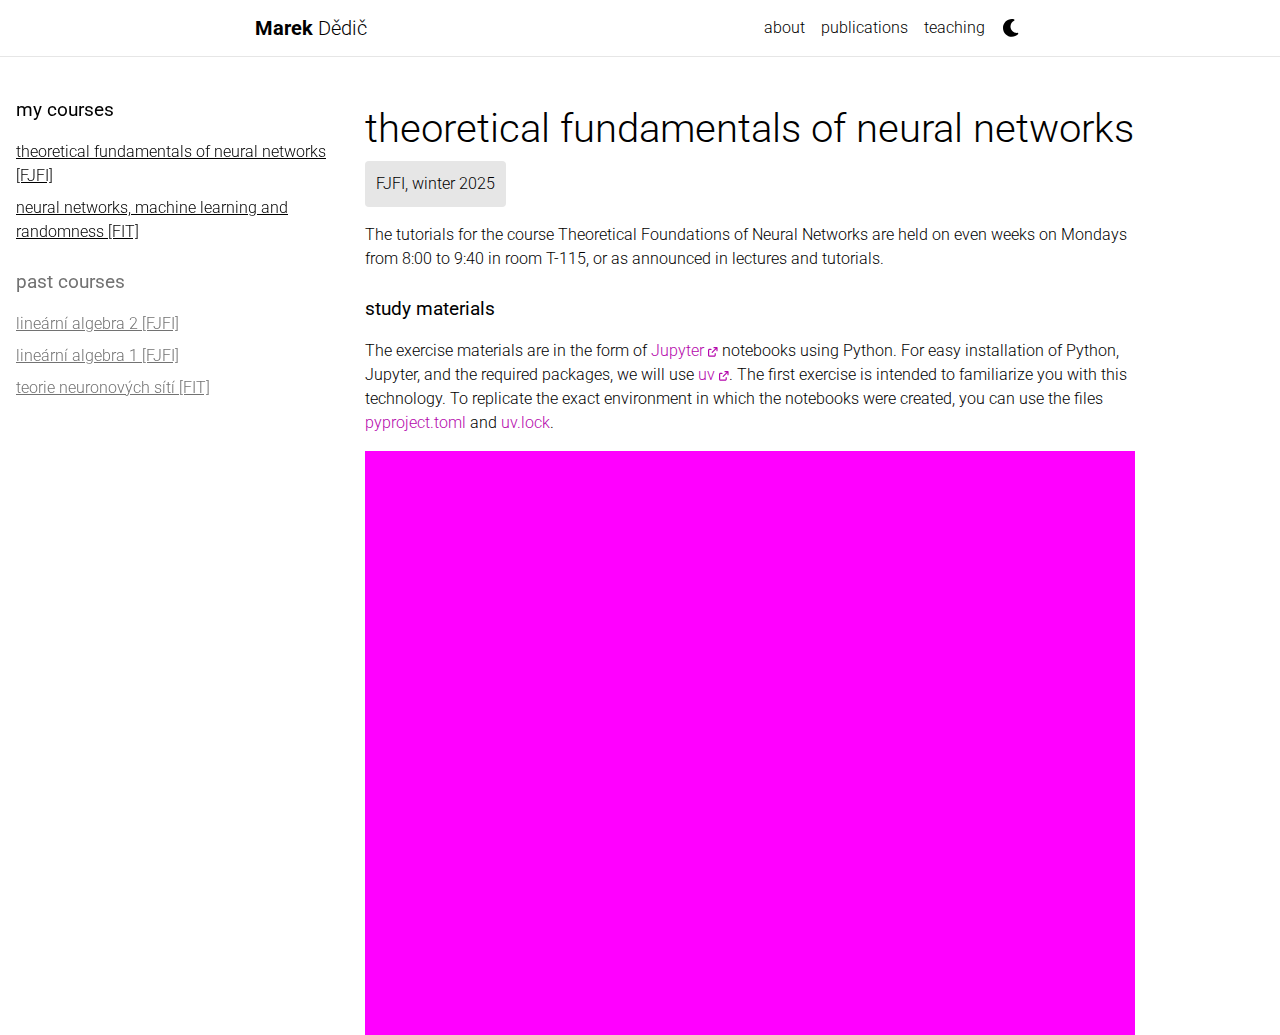 Marek Dědič
about publications teaching
my courses
theoretical fundamentals of neural networks
[FJFI]
neural networks, machine learning and
randomness [FIT]
past courses
lineární algebra 2 [FJFI]
lineární algebra 1 [FJFI]
teorie neuronových sítí [FIT]
theoretical fundamentals of neural networks
FJFI, winter 2025
The tutorials for the course Theoretical Foundations of Neural Networks are held on even weeks on Mondays
from 8:00 to 9:40 in room T-115, or as announced in lectures and tutorials.
study materials
The exercise materials are in the form of Jupyter notebooks using Python. For easy installation of Python,
Jupyter, and the required packages, we will use uv. The first exercise is intended to familiarize you with this
technology. To replicate the exact environment in which the notebooks were created, you can use the files
pyproject.toml and uv.lock.